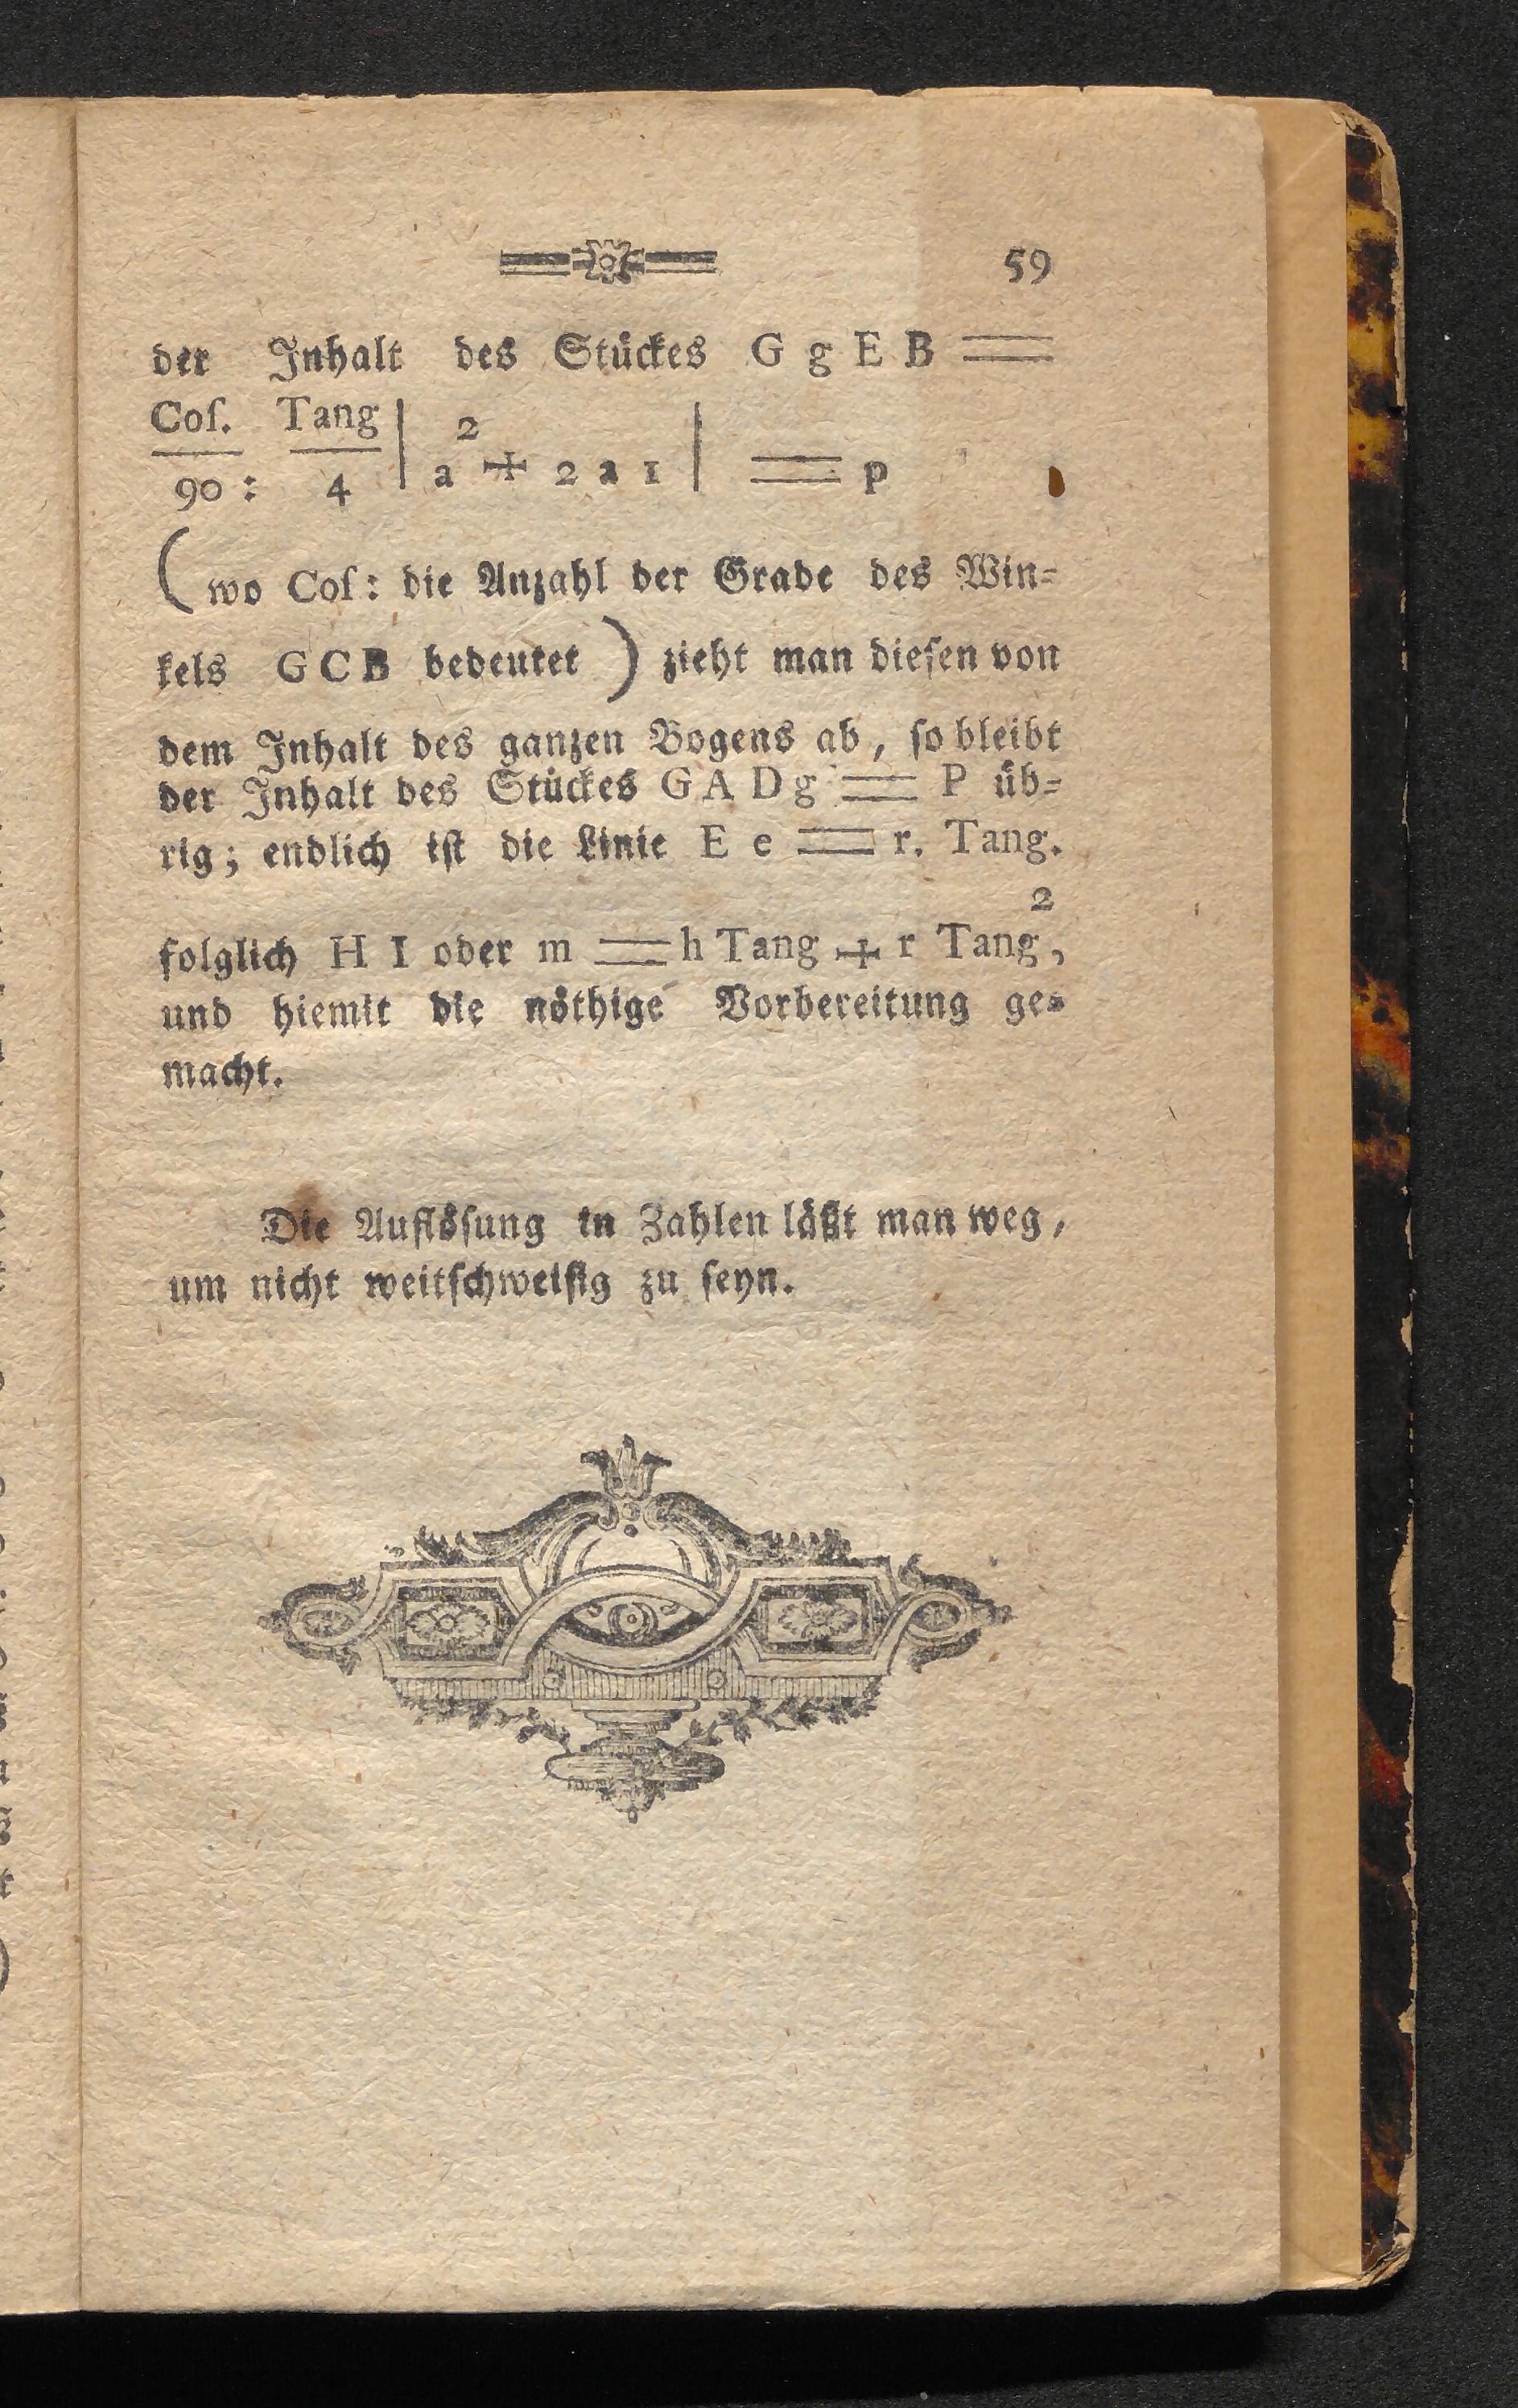 59
der Inhalt des Stückes G g E B =
Coſ. Tang | 2
90 : 4 | a + 2 a 1 | = p
(wo Coſ: die Anzahl der Grade des Win⸗
kels GCB bedeutet) zieht man dieſen von
dem Inhalt des ganzen Bogens ab, ſo bleibt
der Inhalt des Stückes G A D g = P üb⸗
rig; endlich iſt die Linie E e = r. Tang.
2
folglich H I oder m = h Tang + r Tang,
und hiemit die nöthige Vorbereitung ge⸗
macht.
Die Auflöſung in Zahlen läßt man weg,
um nicht weitſchweifig zu ſeyn.